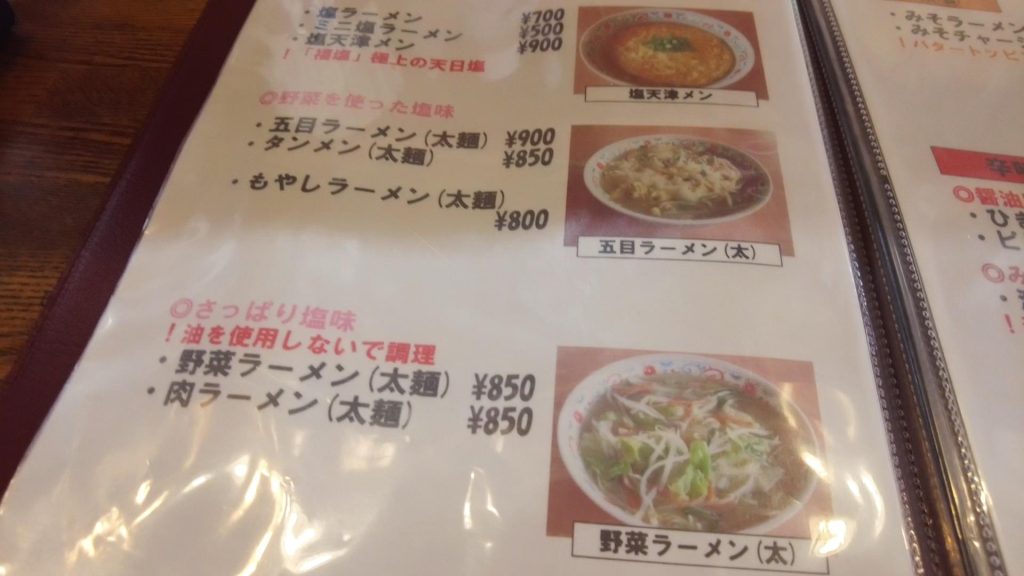 ・塩ラーメン ¥700
・ミニ塩ラーメン ¥500
・塩天津メン ¥900
!「福塩」極上の天日塩
塩天津メン
◎野菜を使った塩味
・五目ラーメン(太麺) ¥900
・タンメン(太麺) ¥850
・もやしラーメン(太麺)
¥800
五目ラーメン(太)
◎さっぱり塩味
!油を使用しないで調理
・野菜ラーメン(太麺) ¥850
・肉ラーメン(太麺) ¥850
野菜ラーメン(太)
・みそラーメン
・みそチャー
!バタートッピ
◎醤油
・ひき
・ピ
◎み
!